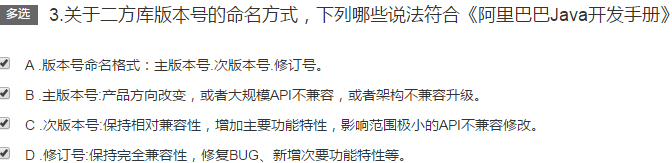 多选 3.关于二方库版本号的命名方式，下列哪些说法符合《阿里巴巴Java开发手册》
A .版本号命名格式：主版本号.次版本号.修订号。
B .主版本号:产品方向改变，或者大规模API不兼容，或者架构不兼容升级。
C .次版本号:保持相对兼容性，增加主要功能特性，影响范围极小的API不兼容修改。
D .修订号:保持完全兼容性，修复BUG、新增次要功能特性等。